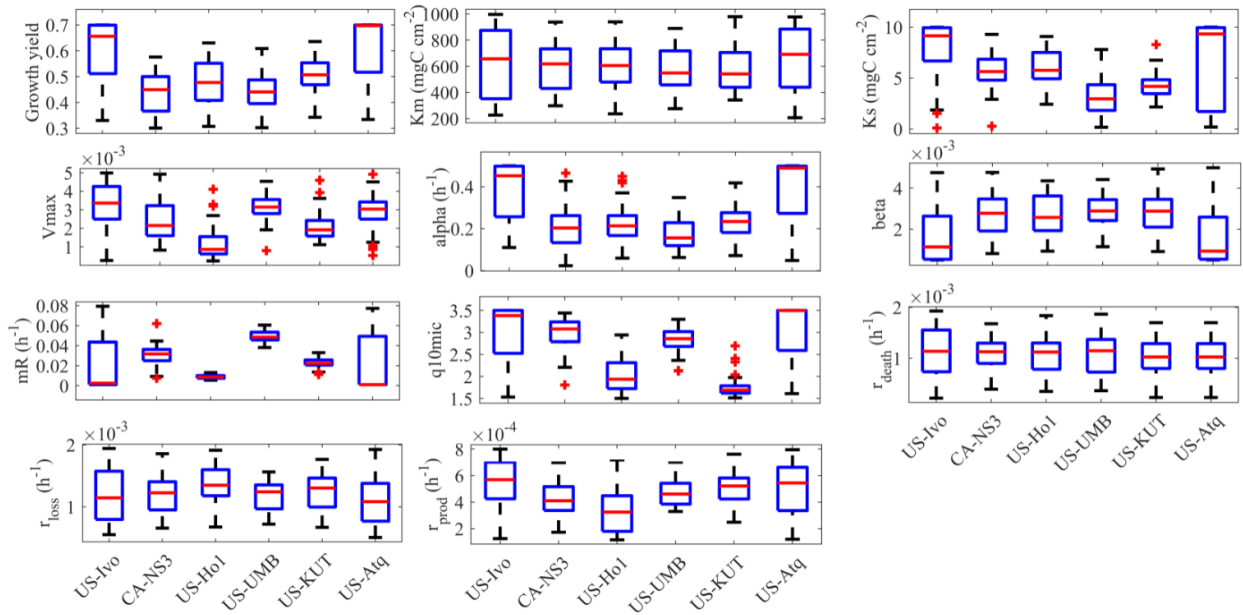 0.7
0.6
0.5
0.4
0.3
Growth yield
1000
800
600
400
200
Km (mgC cm⁻²)
10
5
0
Ks (mgC cm⁻²)
×10⁻³
5
4
3
2
1
Vmax
0.4
-0.2
0
alpha (h⁻¹)
×10⁻³
4
2
beta
0.08
0.06
0.04
0.02
0
mR (h⁻¹)
3.5
3
2.5
2
1.5
q10mic
×10⁻³
2
1
r_death (h⁻¹)
US-Ivo
CA-NS3
US-Ho1
US-UMB
US-KUT
US-Atq
×10⁻³
2
1
r_loss (h⁻¹)
US-Ivo
CA-NS3
US-Ho1
US-UMB
US-KUT
US-Atq
×10⁻⁴
8
6
4
2
r_prod (h⁻¹)
US-Ivo
CA-NS3
US-Ho1
US-UMB
US-KUT
US-Atq